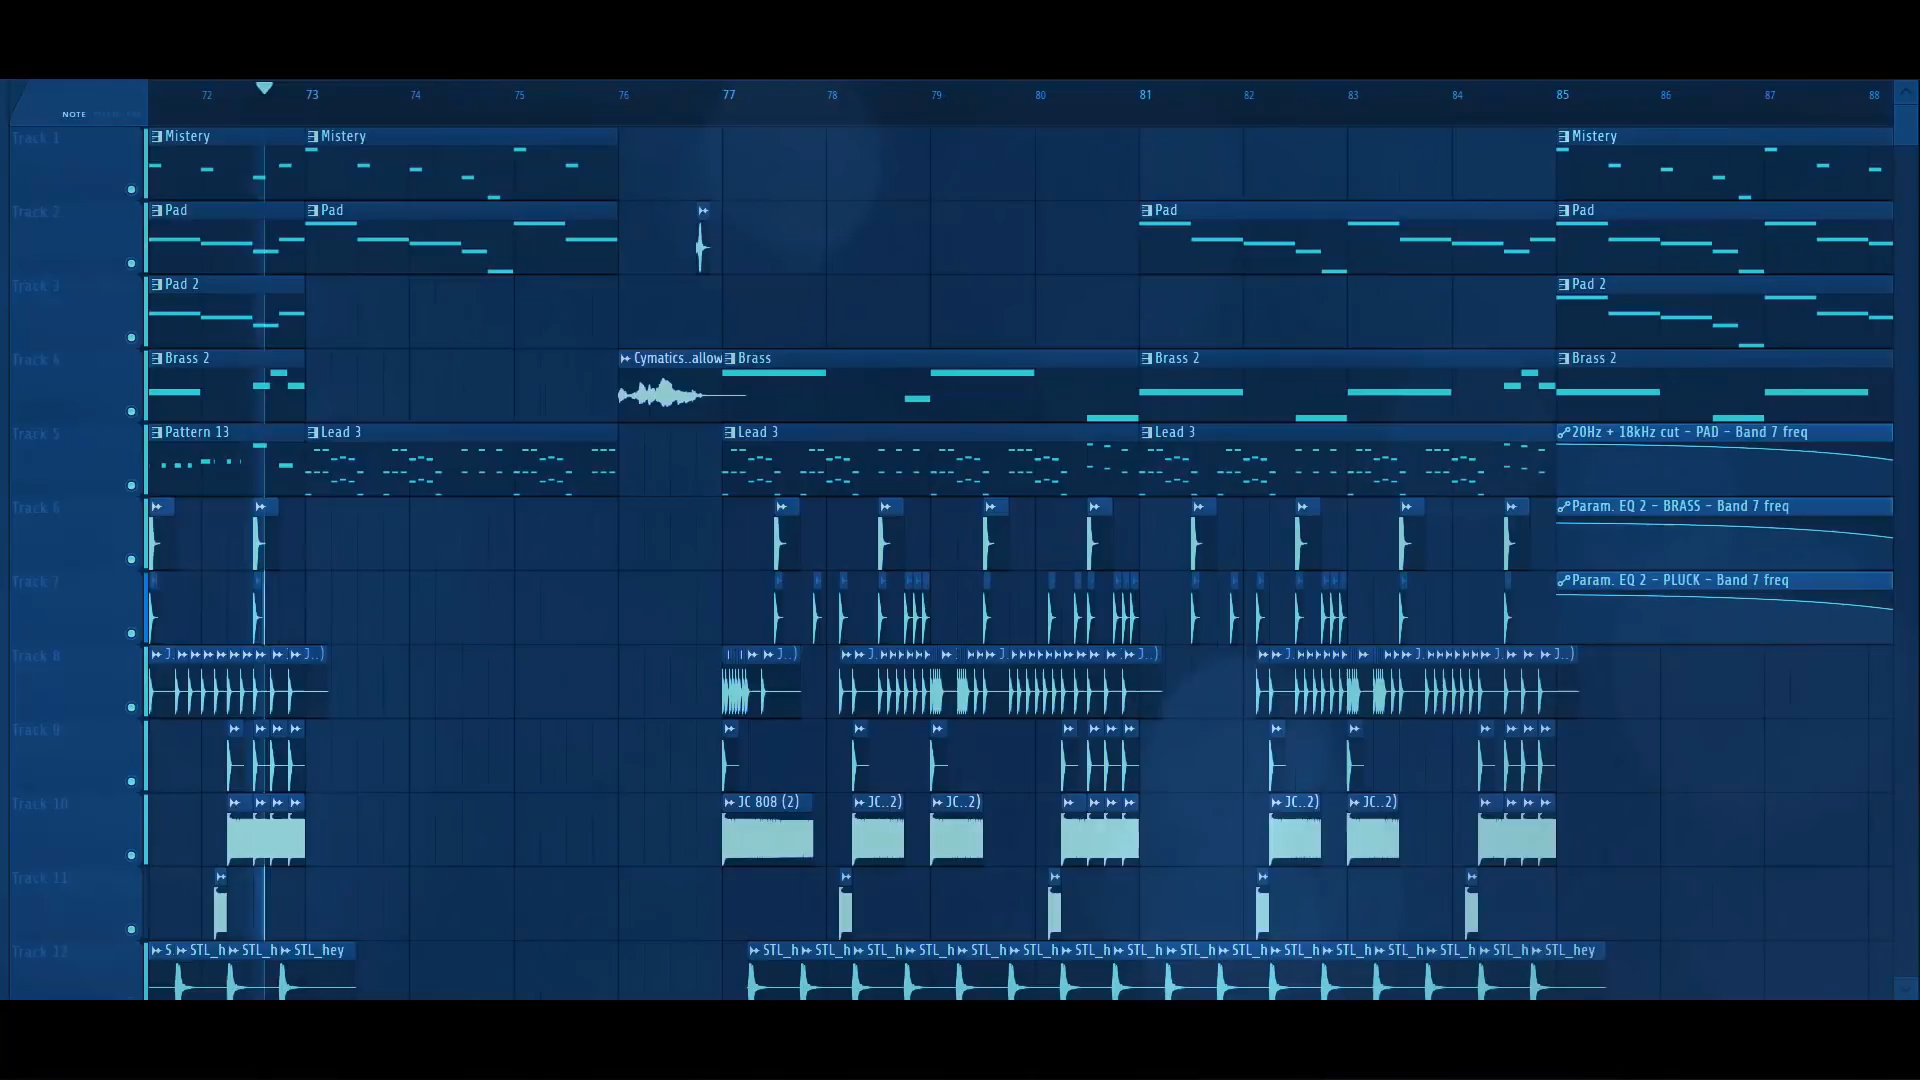 72 73 74 75 76 77 78 79 80 81 82 83 84 85 86 87 88
NOTE
Track 1 Mistery Mistery Mistery
Track 2 Pad Pad Pad Pad
Track 3 Pad 2 Pad 2
Track 4 Brass 2 Cymatics..allow Brass Brass 2 Brass 2
Track 5 Pattern 13 Lead 3 Lead 3 Lead 3 20Hz + 18kHz cut - PAD - Band 7 freq
Track 6 Param. EQ 2 - BRASS - Band 7 freq
Track 7 Param. EQ 2 - PLUCK - Band 7 freq
Track 8 J. J..) J..) J. J. J..) J. J. J. J..)
Track 9
Track 10 JC 808 (2) JC..2) JC..2) JC..2) JC..2)
Track 11
Track 12 S STL_h STL_h STL_hey STL_h STL_h STL_h STL_h STL_h STL_h STL_h STL_h STL_h STL_h STL_h STL_h STL_h STL_h STL_h STL_hey